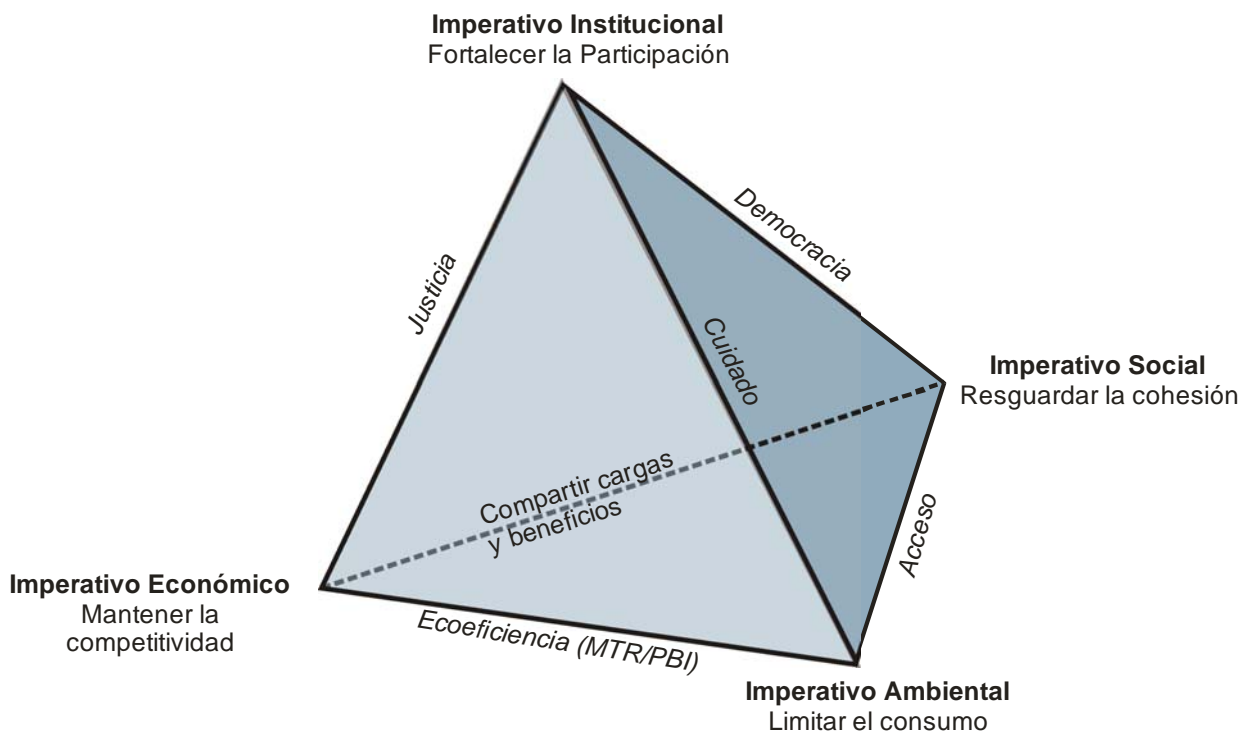 Imperativo Institucional
Fortalecer la Participación
Democracia
Justicia
Cuidado
Imperativo Social
Resguardar la cohesión
Compartir cargas
y beneficios
Acceso
Imperativo Económico
Mantener la
competitividad
Ecoeficiencia (MTR/PBI)
Imperativo Ambiental
Limitar el consumo